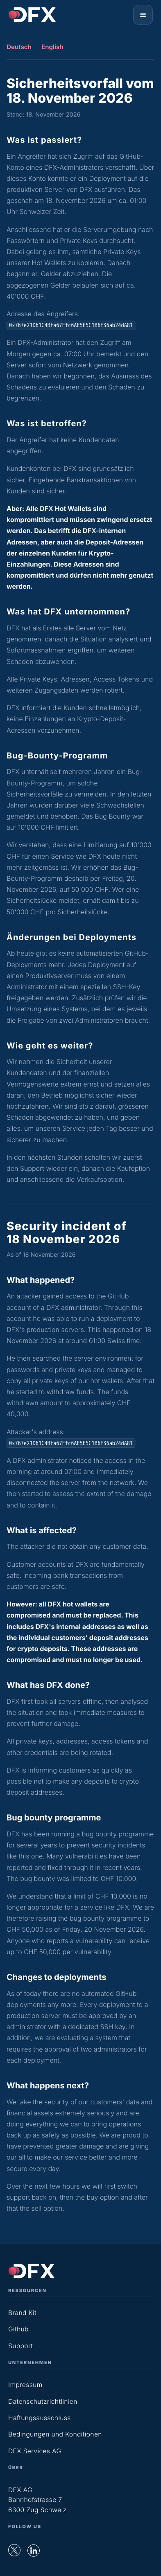 DFX
Deutsch English
Sicherheitsvorfall vom
18. November 2026
Stand: 18. November 2026
Was ist passiert?
Ein Angreifer hat sich Zugriff auf das GitHub-
Konto eines DFX-Administrators verschafft. Über
dieses Konto konnte er ein Deployment auf die
produktiven Server von DFX ausführen. Das
geschah am 18. November 2026 um ca. 01:00
Uhr Schweizer Zeit.
Anschliessend hat er die Serverumgebung nach
Passwörtern und Private Keys durchsucht.
Dabei gelang es ihm, sämtliche Private Keys
unserer Hot Wallets zu kopieren. Danach
begann er, Gelder abzuziehen. Die
abgezogenen Gelder belaufen sich auf ca.
40'000 CHF.
Adresse des Angreifers:
0x767e21D61C4Bfa67Ffc6AE5E5C1B6F36ab24dA81
Ein DFX-Administrator hat den Zugriff am
Morgen gegen ca. 07:00 Uhr bemerkt und den
Server sofort vom Netzwerk genommen.
Danach haben wir begonnen, das Ausmass des
Schadens zu evaluieren und den Schaden zu
begrenzen.
Was ist betroffen?
Der Angreifer hat keine Kundendaten
abgegriffen.
Kundenkonten bei DFX sind grundsätzlich
sicher. Eingehende Banktransaktionen von
Kunden sind sicher.
Aber: Alle DFX Hot Wallets sind
kompromittiert und müssen zwingend ersetzt
werden. Das betrifft die DFX-internen
Adressen, aber auch die Deposit-Adressen
der einzelnen Kunden für Krypto-
Einzahlungen. Diese Adressen sind
kompromittiert und dürfen nicht mehr genutzt
werden.
Was hat DFX unternommen?
DFX hat als Erstes alle Server vom Netz
genommen, danach die Situation analysiert und
Sofortmassnahmen ergriffen, um weiteren
Schaden abzuwenden.
Alle Private Keys, Adressen, Access Tokens und
weiteren Zugangsdaten werden rotiert.
DFX informiert die Kunden schnellstmöglich,
keine Einzahlungen an Krypto-Deposit-
Adressen vorzunehmen.
Bug-Bounty-Programm
DFX unterhält seit mehreren Jahren ein Bug-
Bounty-Programm, um solche
Sicherheitsvorfälle zu vermeiden. In den letzten
Jahren wurden darüber viele Schwachstellen
gemeldet und behoben. Das Bug Bounty war
auf 10'000 CHF limitiert.
Wir verstehen, dass eine Limitierung auf 10'000
CHF für einen Service wie DFX heute nicht
mehr zeitgemäss ist. Wir erhöhen das Bug-
Bounty-Programm deshalb per Freitag, 20.
November 2026, auf 50'000 CHF. Wer eine
Sicherheitslücke meldet, erhält damit bis zu
50'000 CHF pro Sicherheitslücke.
Änderungen bei Deployments
Ab heute gibt es keine automatisierten GitHub-
Deployments mehr. Jedes Deployment auf
einen Produktivserver muss von einem
Administrator mit einem speziellen SSH-Key
freigegeben werden. Zusätzlich prüfen wir die
Umsetzung eines Systems, bei dem es jeweils
die Freigabe von zwei Administratoren braucht.
Wie geht es weiter?
Wir nehmen die Sicherheit unserer
Kundendaten und der finanziellen
Vermögenswerte extrem ernst und setzen alles
daran, den Betrieb möglichst sicher wieder
hochzufahren. Wir sind stolz darauf, grösseren
Schaden abgewendet zu haben, und geben
alles, um unseren Service jeden Tag besser und
sicherer zu machen.
In den nächsten Stunden schalten wir zuerst
den Support wieder ein, danach die Kaufoption
und anschliessend die Verkaufsoption.
Security incident of
18 November 2026
As of 18 November 2026
What happened?
An attacker gained access to the GitHub
account of a DFX administrator. Through this
account he was able to run a deployment to
DFX's production servers. This happened on 18
November 2026 at around 01:00 Swiss time.
He then searched the server environment for
passwords and private keys and managed to
copy all private keys of our hot wallets. After that
he started to withdraw funds. The funds
withdrawn amount to approximately CHF
40,000.
Attacker's address:
0x767e21D61C4Bfa67Ffc6AE5E5C1B6F36ab24dA81
A DFX administrator noticed the access in the
morning at around 07:00 and immediately
disconnected the server from the network. We
then started to assess the extent of the damage
and to contain it.
What is affected?
The attacker did not obtain any customer data.
Customer accounts at DFX are fundamentally
safe. Incoming bank transactions from
customers are safe.
However: all DFX hot wallets are
compromised and must be replaced. This
includes DFX's internal addresses as well as
the individual customers' deposit addresses
for crypto deposits. These addresses are
compromised and must no longer be used.
What has DFX done?
DFX first took all servers offline, then analysed
the situation and took immediate measures to
prevent further damage.
All private keys, addresses, access tokens and
other credentials are being rotated.
DFX is informing customers as quickly as
possible not to make any deposits to crypto
deposit addresses.
Bug bounty programme
DFX has been running a bug bounty programme
for several years to prevent security incidents
like this one. Many vulnerabilities have been
reported and fixed through it in recent years.
The bug bounty was limited to CHF 10,000.
We understand that a limit of CHF 10,000 is no
longer appropriate for a service like DFX. We are
therefore raising the bug bounty programme to
CHF 50,000 as of Friday, 20 November 2026.
Anyone who reports a vulnerability can receive
up to CHF 50,000 per vulnerability.
Changes to deployments
As of today there are no automated GitHub
deployments any more. Every deployment to a
production server must be approved by an
administrator with a dedicated SSH key. In
addition, we are evaluating a system that
requires the approval of two administrators for
each deployment.
What happens next?
We take the security of our customers' data and
financial assets extremely seriously and are
doing everything we can to bring operations
back up as safely as possible. We are proud to
have prevented greater damage and are giving it
our all to make our service better and more
secure every day.
Over the next few hours we will first switch
support back on, then the buy option and after
that the sell option.
DFX
RESSOURCEN
Brand Kit
Github
Support
UNTERNEHMEN
Impressum
Datenschutzrichtlinien
Haftungsausschluss
Bedingungen und Konditionen
DFX Services AG
ÜBER
DFX AG
Bahnhofstrasse 7
6300 Zug Schweiz
FOLLOW US